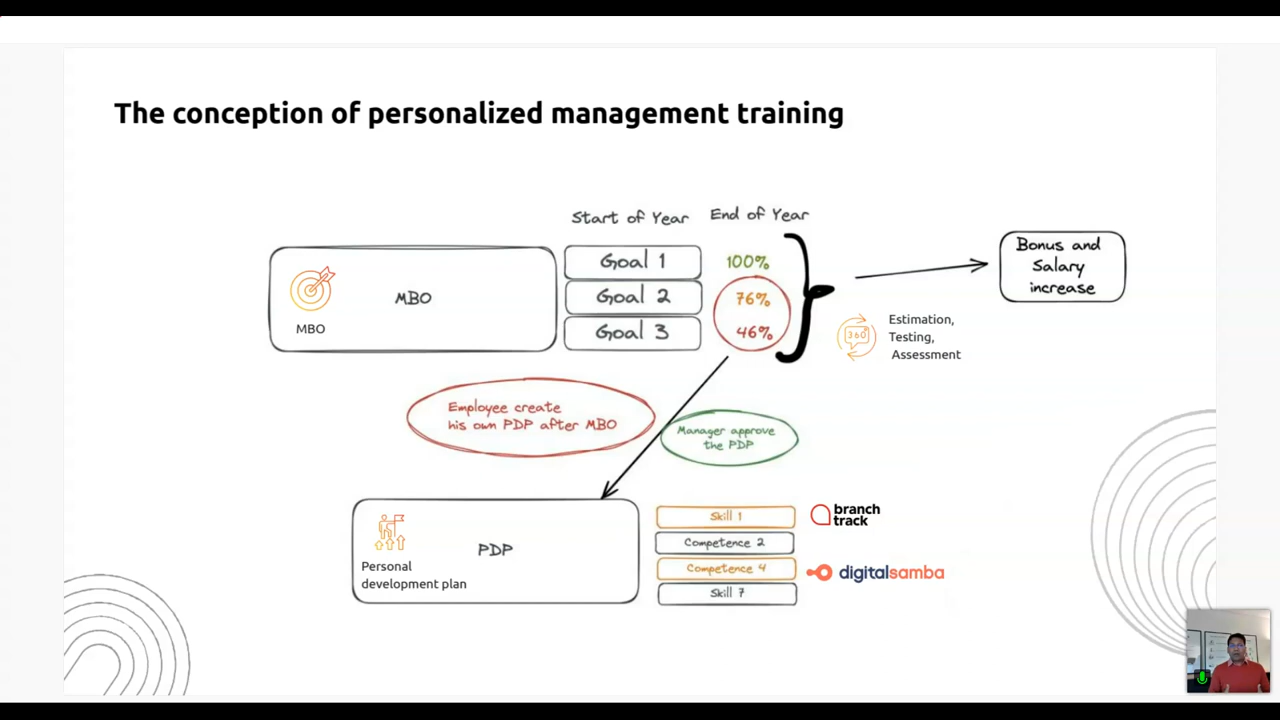 The conception of personalized management training
Start of Year
End of Year
MBO
MBO
Goal 1
100%
Goal 2
76%
Goal 3
46%
Bonus and
Salary
increase
360°
Estimation,
Testing,
Assessment
Employee create
his own PDP after MBO
Manager approve
the PDP
Personal
development plan
PDP
Skill 1
Competence 2
Competence 4
Skill 7
branch
track
digitalsamba